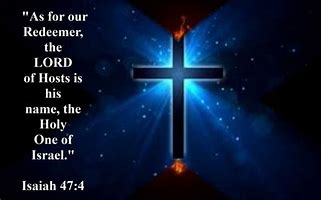 "As for our
Redeemer,
the
LORD
of Hosts is
his
name, the
Holy
One of
Israel."
Isaiah 47:4